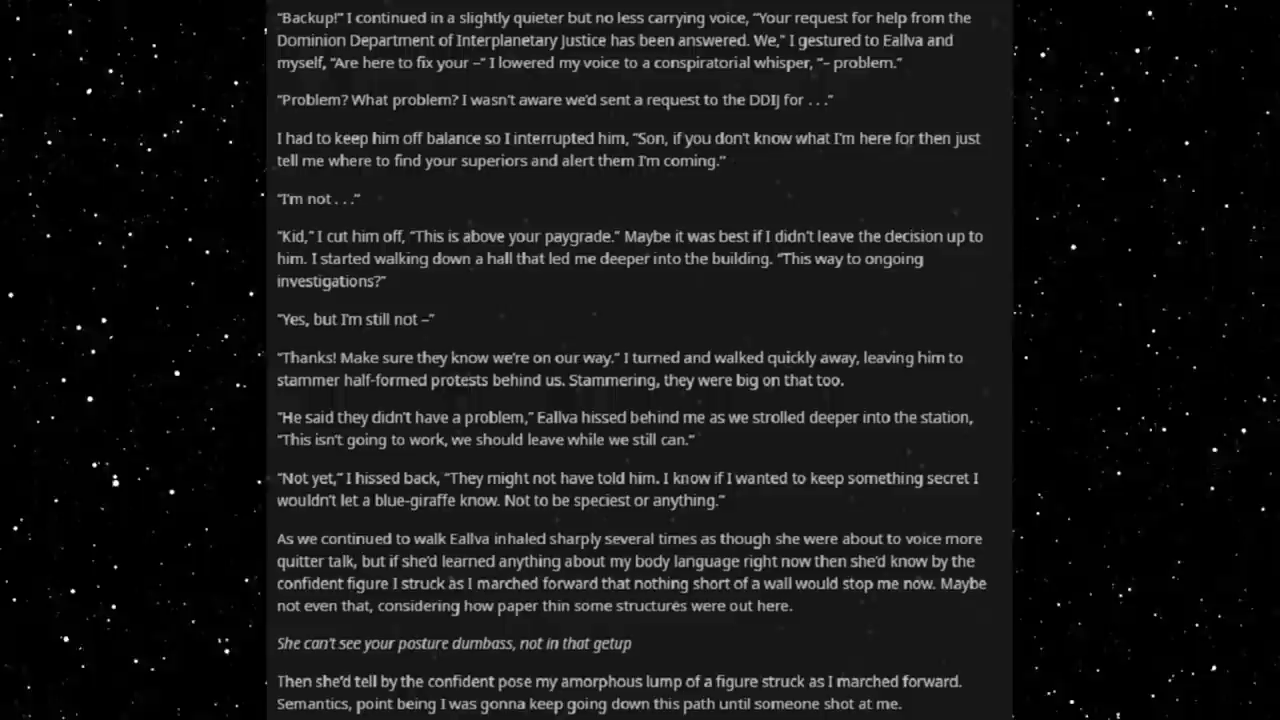 “Backup!” I continued in a slightly quieter but no less carrying voice, “Your request for help from the
Dominion Department of Interplanetary Justice has been answered. We,” I gestured to Eallva and
myself, “Are here to fix your –” I lowered my voice to a conspiratorial whisper, “– problem.”
“Problem? What problem? I wasn’t aware we’d sent a request to the DDIJ for . . .”
I had to keep him off balance so I interrupted him, “Son, if you don’t know what I’m here for then just
tell me where to find your superiors and alert them I’m coming.”
“I’m not . . .”
“Kid,” I cut him off, “This is above your paygrade.” Maybe it was best if I didn’t leave the decision up to
him. I started walking down a hall that led me deeper into the building. “This way to ongoing
investigations?”
“Yes, but I’m still not –”
“Thanks! Make sure they know we’re on our way.” I turned and walked quickly away, leaving him to
stammer half-formed protests behind us. Stammering, they were big on that too.
“He said they didn’t have a problem,” Eallva hissed behind me as we strolled deeper into the station,
“This isn’t going to work, we should leave while we still can.”
“Not yet,” I hissed back, “They might not have told him. I know if I wanted to keep something secret I
wouldn’t let a blue-giraffe know. Not to be speciest or anything.”
As we continued to walk Eallva inhaled sharply several times as though she were about to voice more
quitter talk, but if she’d learned anything about my body language right now then she’d know by the
confident figure I struck as I marched forward that nothing short of a wall would stop me now. Maybe
not even that, considering how paper thin some structures were out here.
She can’t see your posture dumbass, not in that getup
Then she’d tell by the confident pose my amorphous lump of a figure struck as I marched forward.
Semantics, point being I was gonna keep going down this path until someone shot at me.